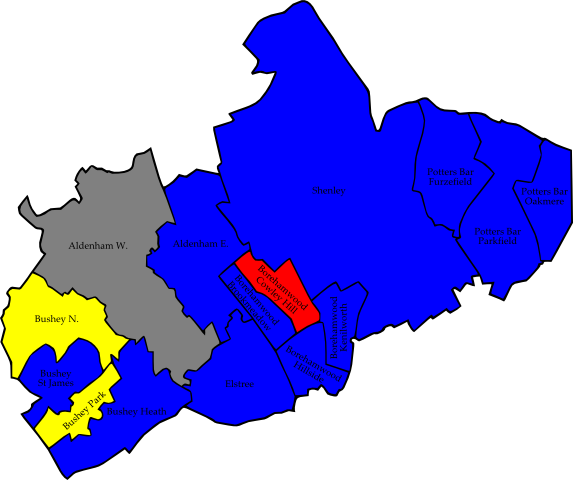 Shenley
Potters Bar
Furzefield
Potters Bar
Oakmere
Potters Bar
Parkfield
Aldenham W.
Aldenham E.
Borehamwood
Cowley Hill
Borehamwood
Brookmeadow
Borehamwood
Kenilworth
Borehamwood
Hillside
Bushey N.
Bushey
St James
Bushey Park
Bushey Heath
Elstree